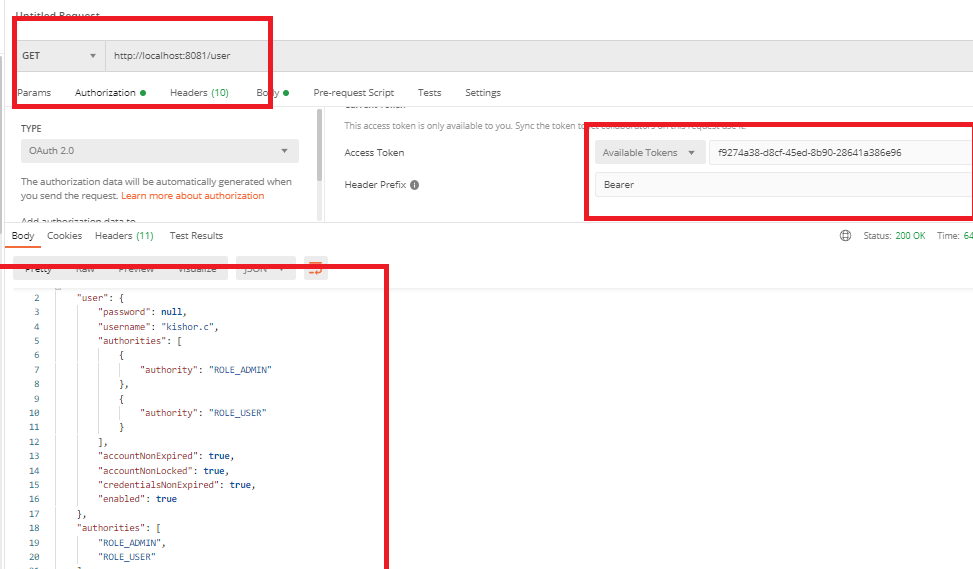 Untitled Request
GET http://localhost:8081/user
Params Authorization Headers (10) Body Pre-request Script Tests Settings
Current Token
This access token is only available to you. Sync the token to let collaborators on this request use it.
TYPE
OAuth 2.0
Access Token Available Tokens f9274a38-d8cf-45ed-8b90-28641a386e96
Header Prefix Bearer
The authorization data will be automatically generated when
you send the request. Learn more about authorization
Add authorization data to
Body Cookies Headers (11) Test Results Status: 200 OK Time: 64
Pretty Raw Preview Visualize JSON
2 "user": {
3 "password": null,
4 "username": "kishor.c",
5 "authorities": [
6 {
7 "authority": "ROLE_ADMIN"
8 },
9 {
10 "authority": "ROLE_USER"
11 }
12 ],
13 "accountNonExpired": true,
14 "accountNonLocked": true,
15 "credentialsNonExpired": true,
16 "enabled": true
17 },
18 "authorities": [
19 "ROLE_ADMIN",
20 "ROLE_USER"